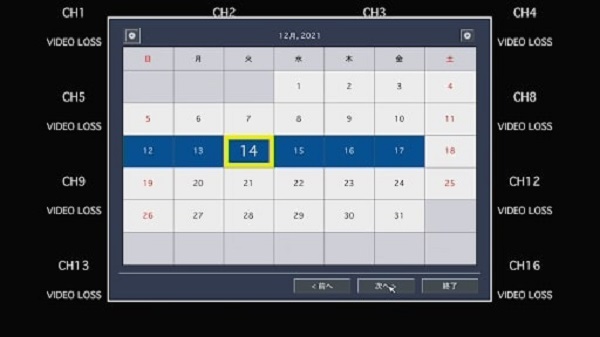 CH1 CH2 CH3 CH4
VIDEO LOSS VIDEO LOSS
12月, 2021
日 月 火 水 木 金 土
1 2 3 4
5 6 7 8 9 10 11
CH5 CH8
VIDEO LOSS VIDEO LOSS
12 13 14 15 16 17 18
CH9 CH12
19 20 21 22 23 24 25
VIDEO LOSS VIDEO LOSS
26 27 28 29 30 31
CH13 CH16
<前へ 次へ> 終了
VIDEO LOSS VIDEO LOSS